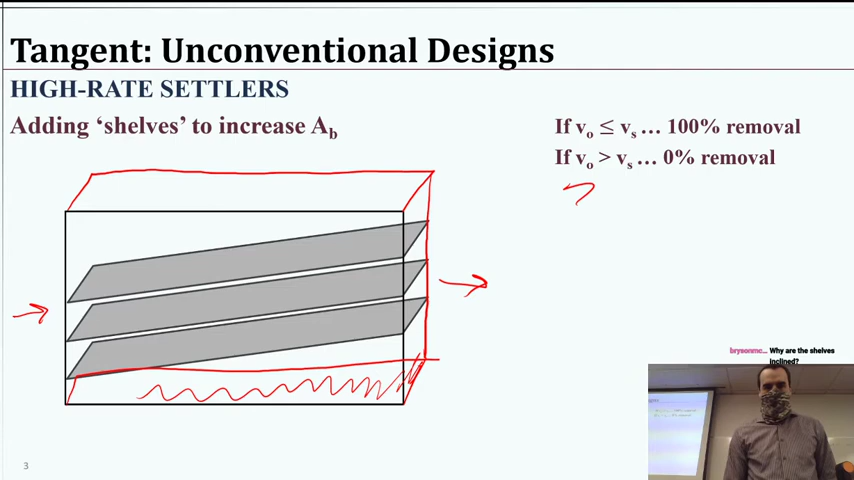 Tangent: Unconventional Designs
HIGH-RATE SETTLERS
Adding ‘shelves’ to increase Ab
If vo ≤ vs … 100% removal
If vo > vs … 0% removal
brysonmc... Why are the shelves
inclined?
3